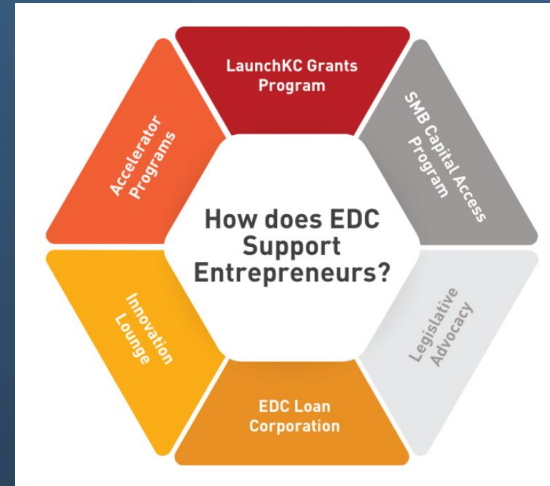 LaunchKC Grants
Program
SMB Capital Access
Program
Legislative
Advocacy
EDC Loan
Corporation
Innovation
Lounge
Accelerator
Programs
How does EDC
Support
Entrepreneurs?